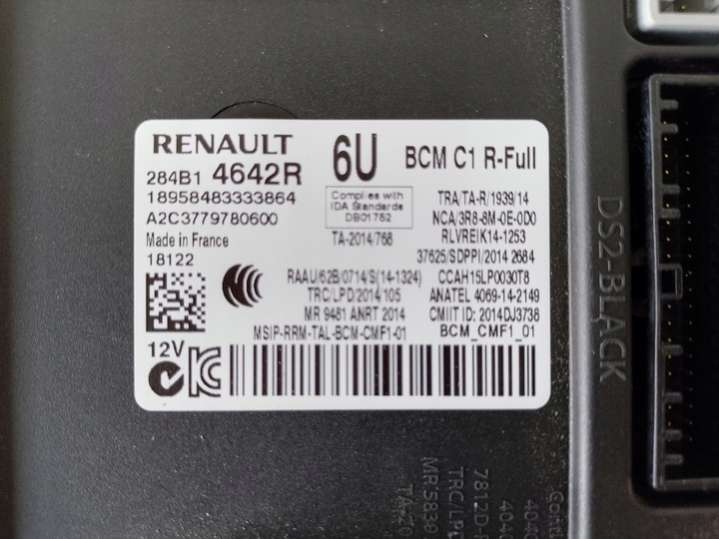 RENAULT
6U
BCM C1 R-Full
284B1 4642R
18958483333864
Complies with
IDA Standards
DB01752
TRA/TA-R/1939/14
A2C3779780600
NCA/3R8-8M-0E-0D0
Made in France
TA-2014/768
RLVREIK14-1253
18122
37625/SDPPI/2014 2684
RAAU/62B/0714/S(14-1324)
CCAH15LP0030T8
TRC/LPD/2014/105
ANATEL 4069-14-2149
MR 9481 ANRT 2014
CMIIT ID: 2014DJ3738
MSIP-RRM-TAL-BCM-CMF1-01
BCM_CMF1_01
12V
DS2-BLACK